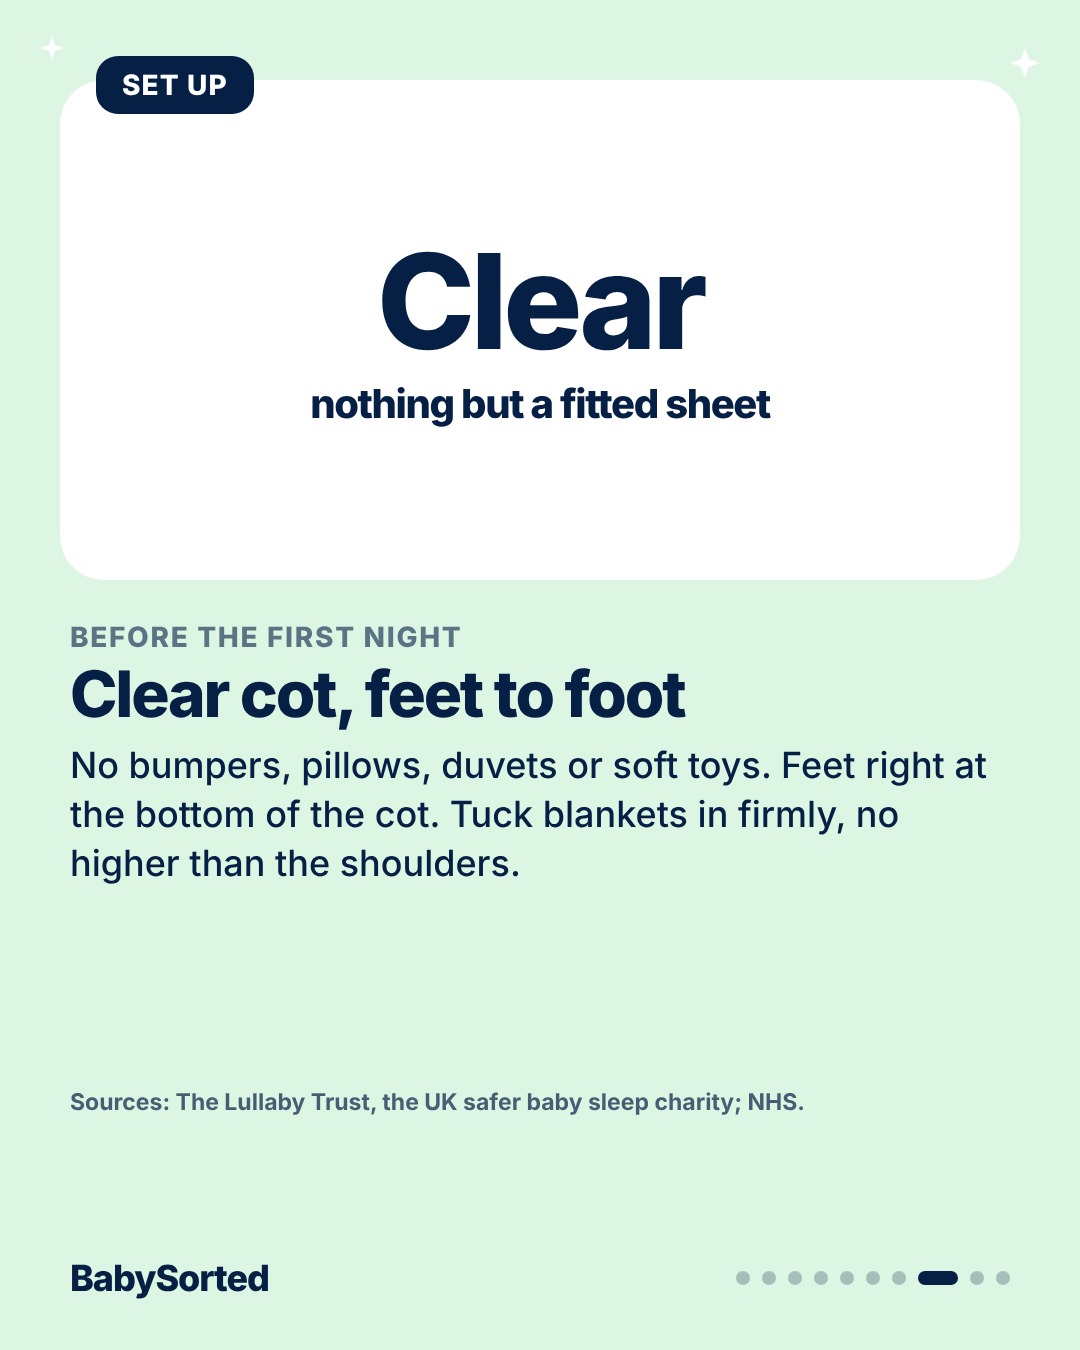 SET UP
Clear
nothing but a fitted sheet
BEFORE THE FIRST NIGHT
Clear cot, feet to foot
No bumpers, pillows, duvets or soft toys. Feet right at
the bottom of the cot. Tuck blankets in firmly, no
higher than the shoulders.
Sources: The Lullaby Trust, the UK safer baby sleep charity; NHS.
BabySorted